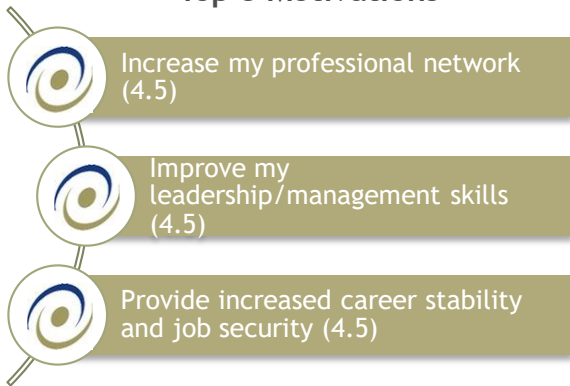 Increase my professional network
(4.5)
Improve my
leadership/management skills
(4.5)
Provide increased career stability
and job security (4.5)